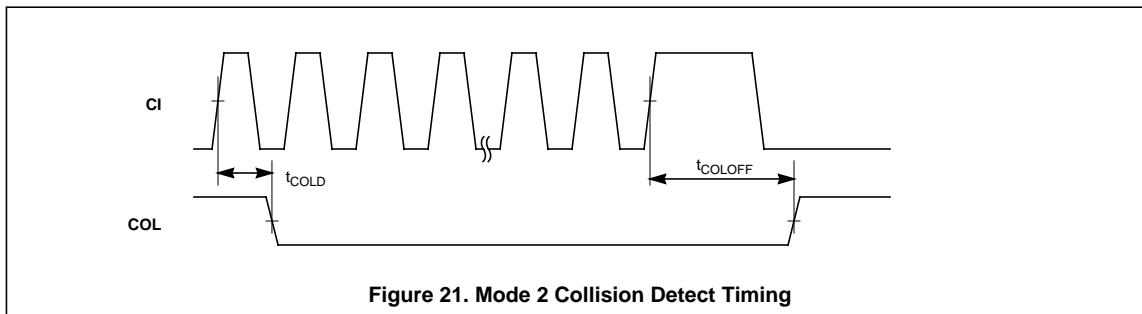 CI
tCOLD
tCOLOFF
COL
Figure 21. Mode 2 Collision Detect Timing